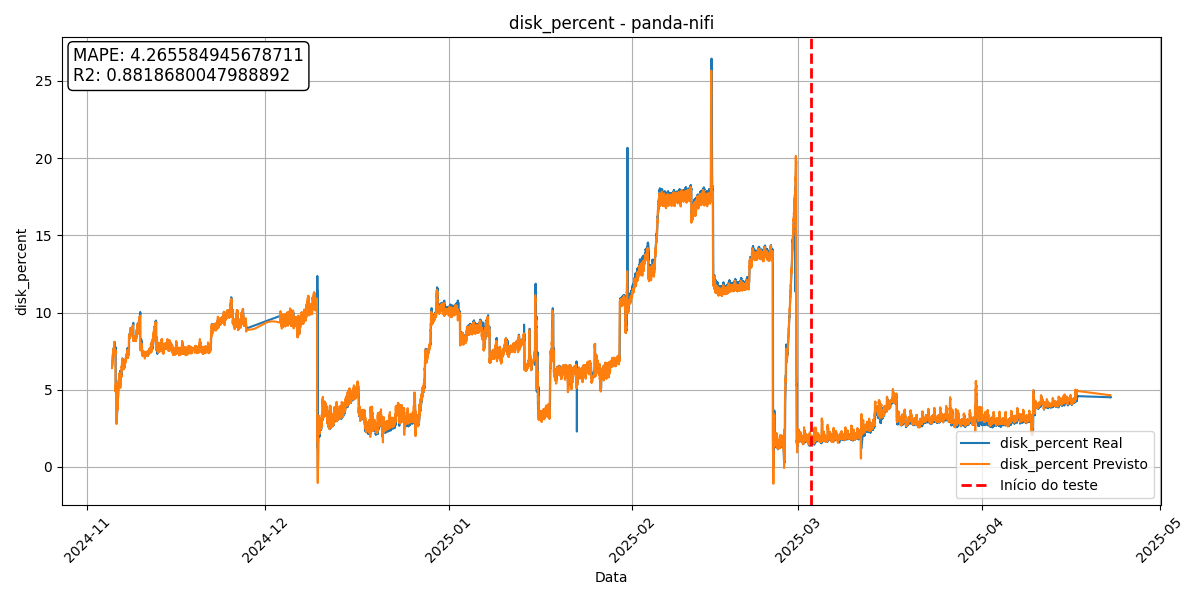 disk_percent - panda-nifi
MAPE: 4.265584945678711
R2: 0.8818680047988892
disk_percent
25
20
15
10
5
0
2024-11
2024-12
2025-01
2025-02
2025-03
2025-04
2025-05
Data
disk_percent Real
disk_percent Previsto
Início do teste